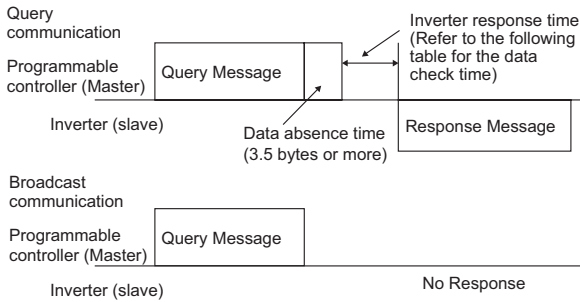 Query
communication
Programmable
controller (Master)
Query Message
Inverter response time
(Refer to the following
table for the data
check time)
Inverter (slave)
Data absence time
(3.5 bytes or more)
Response Message
Broadcast
communication
Programmable
controller (Master)
Query Message
Inverter (slave)
No Response